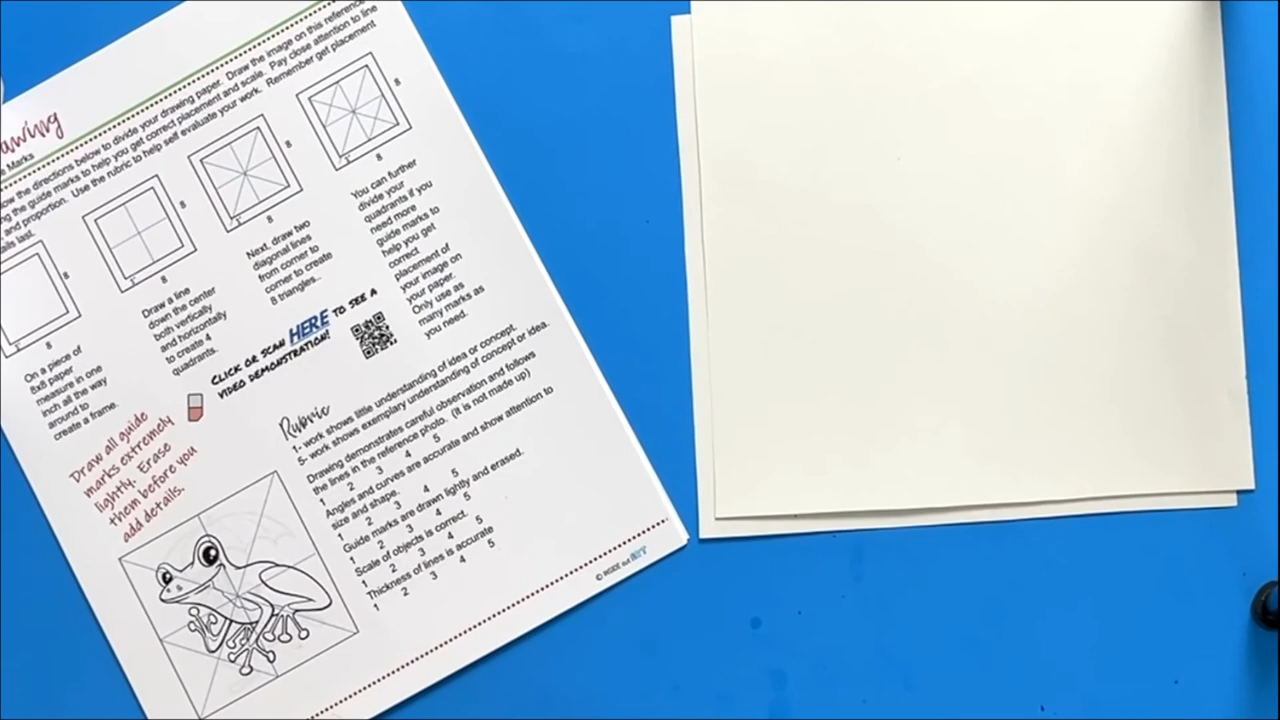 awing
e Marks
ow the directions below to divide your drawing paper. Draw the image on this reference
ng the guide marks to help you get correct placement and scale. Pay close attention to line
, and proportion. Use the rubric to help self evaluate your work. Remember get placement
ails last.
8
8
8
8
1"
8
8
1"
8
8
1"
On a piece of
8x8 paper
measure in one
inch all the way
around to
create a frame.
Draw a line
down the center
both vertically
and horizontally
to create 4
quadrants.
Next, draw two
diagonal lines
from corner to
corner to create
8 triangles..
You can further
divide your
quadrants if you
need more
guide marks to
help you get
correct
placement of
your image on
your paper.
Only use as
many marks as
you need.
CLICK OR SCAN HERE TO SEE A
VIDEO DEMONSTRATION!
Draw all guide
marks extremely
lightly. Erase
them before you
add details.
Rubric
1- work shows little understanding of idea or concept.
5- work shows exemplary understanding of concept or idea.
Drawing demonstrates careful observation and follows
the lines in the reference photo. (it is not made up)
1 2 3 4 5
Angles and curves are accurate and show attention to
size and shape.
1 2 3 4 5
Guide marks are drawn lightly and erased.
1 2 3 4 5
Scale of objects is correct.
1 2 3 4 5
Thickness of lines is accurate
1 2 3 4 5
© INSIDE out ART